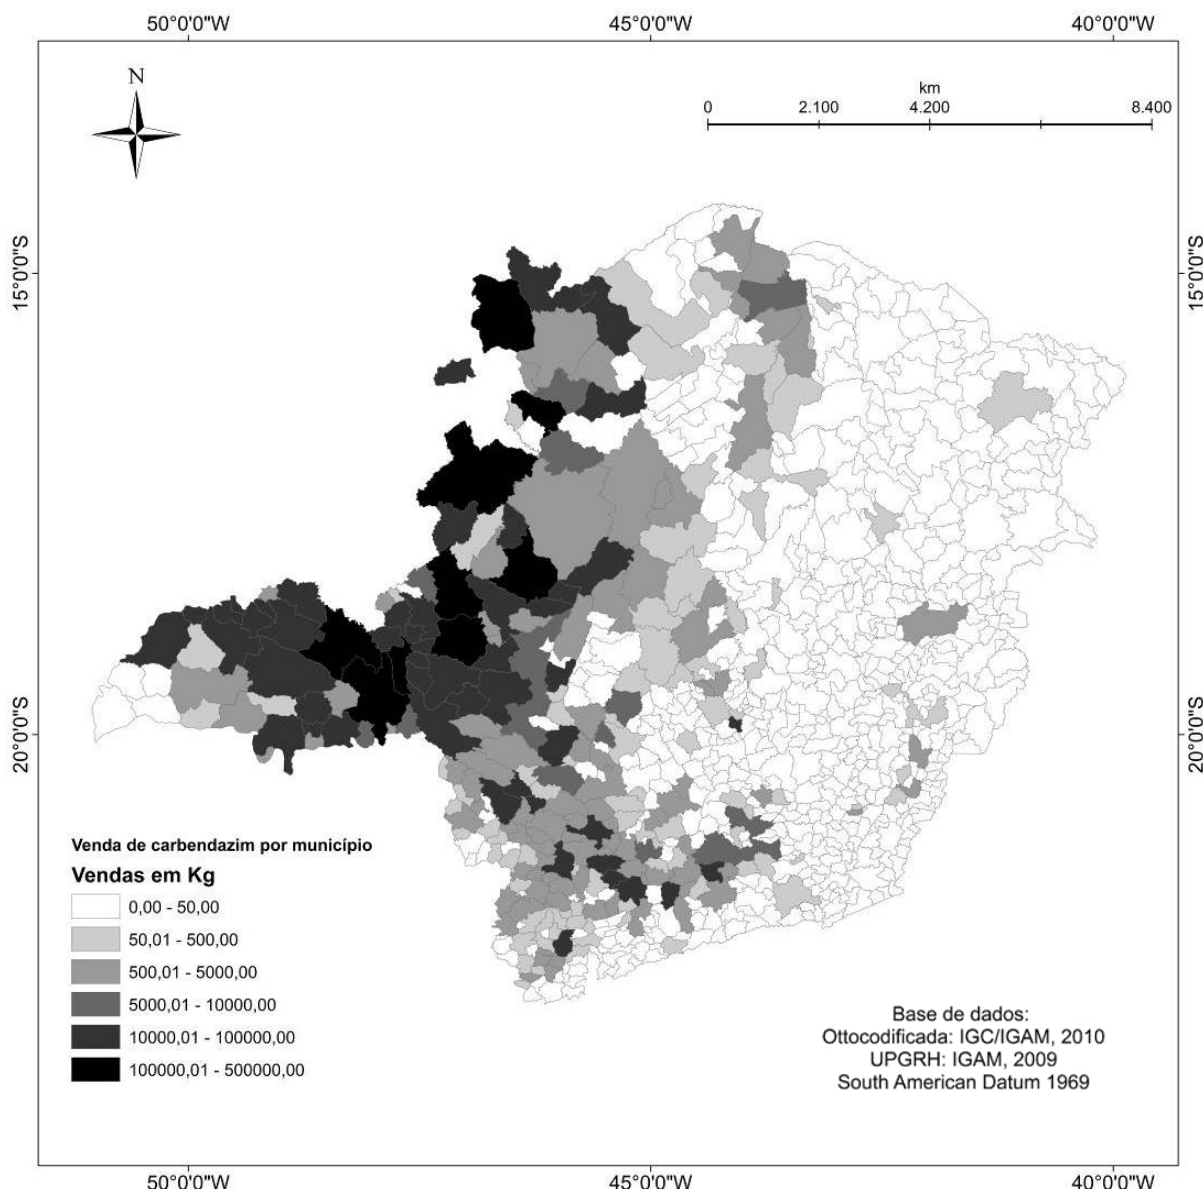 50°0'0"W 45°0'0"W 40°0'0"W
N
km
0 2.100 4.200 8.400
15°0'0"S 15°0'0"S
20°0'0"S 20°0'0"S
Venda de carbendazim por município
Vendas em Kg
0,00 - 50,00
50,01 - 500,00
500,01 - 5000,00
5000,01 - 10000,00
10000,01 - 100000,00
100000,01 - 500000,00
Base de dados:
Ottocodificada: IGC/IGAM, 2010
UPGRH: IGAM, 2009
South American Datum 1969
50°0'0"W 45°0'0"W 40°0'0"W